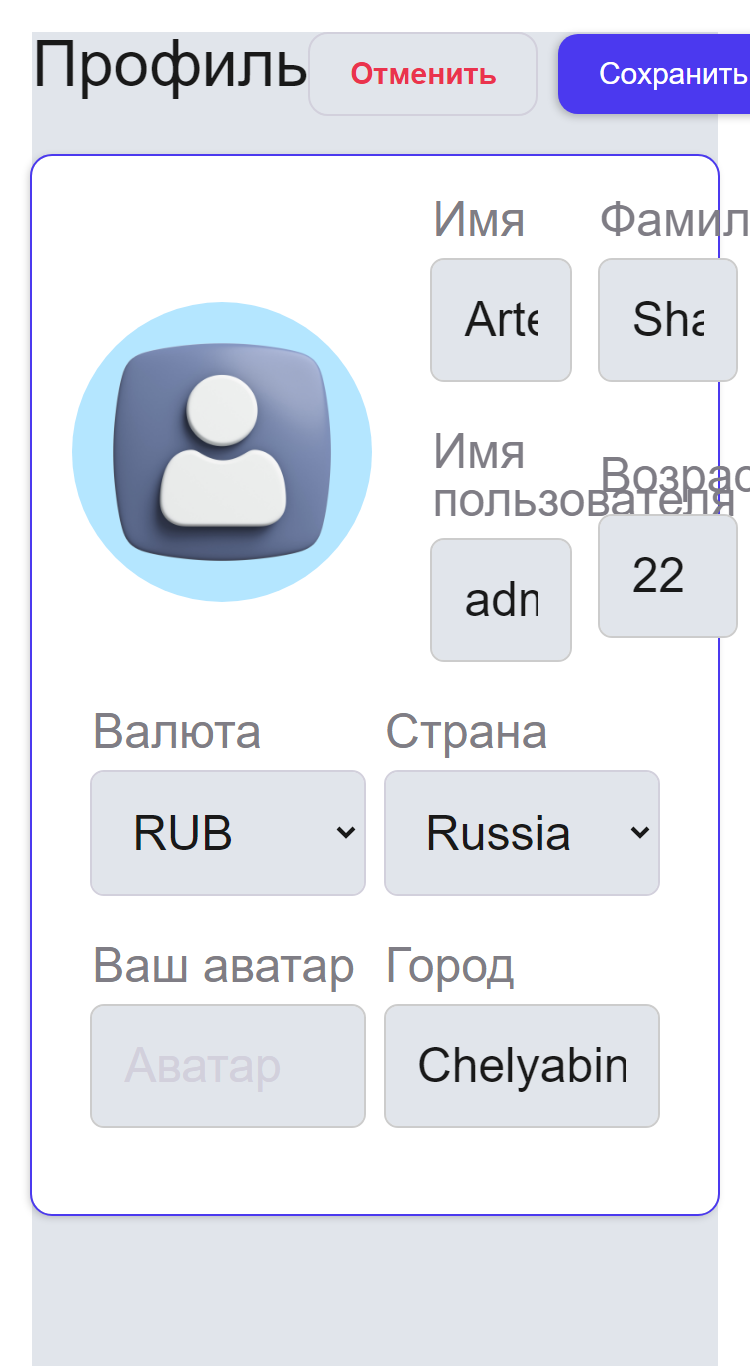 Профиль Отменить Сохранить
Имя Фамил
Arte Sha
Имя
пользователя
Возрас
adn 22
Валюта Страна
RUB Russia
Ваш аватар Город
Аватар Chelyabin